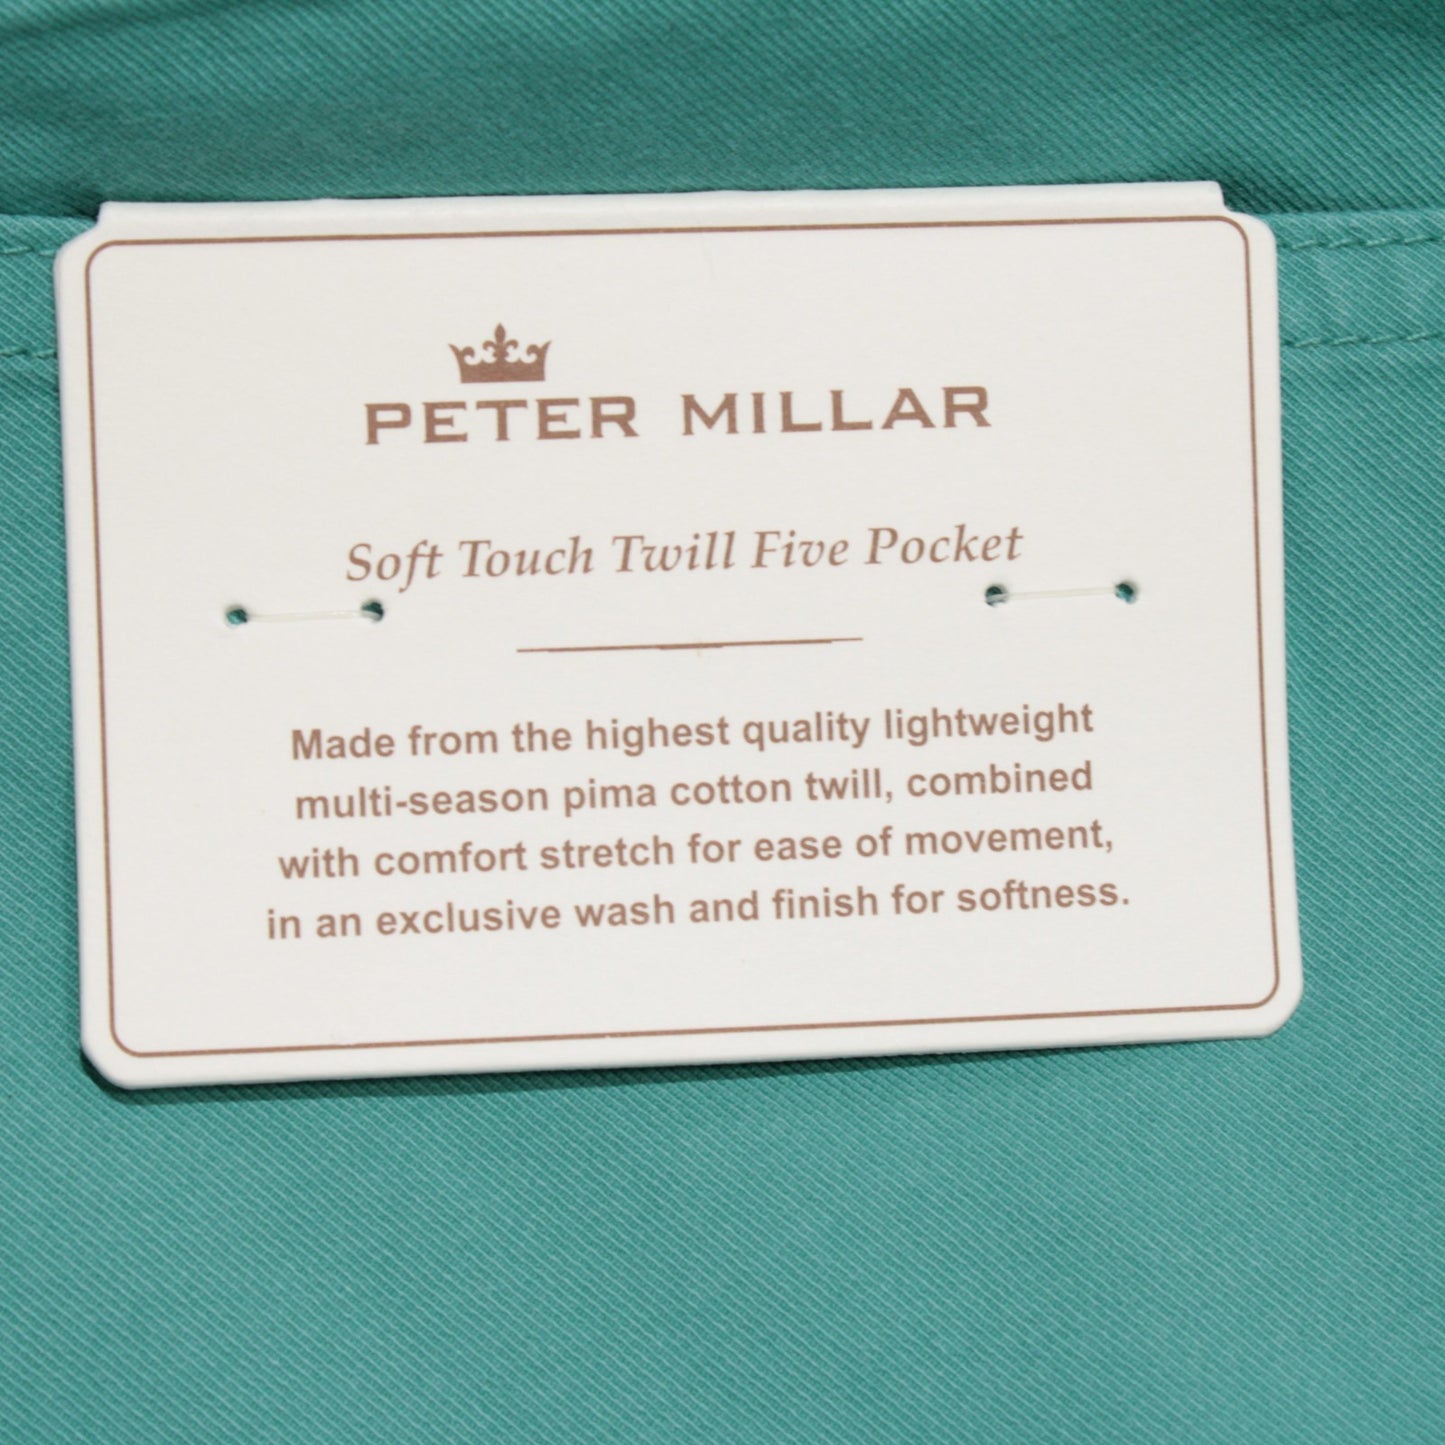 PETER MILLAR
Soft Touch Twill Five Pocket
Made from the highest quality lightweight
multi-season pima cotton twill, combined
with comfort stretch for ease of movement,
in an exclusive wash and finish for softness.